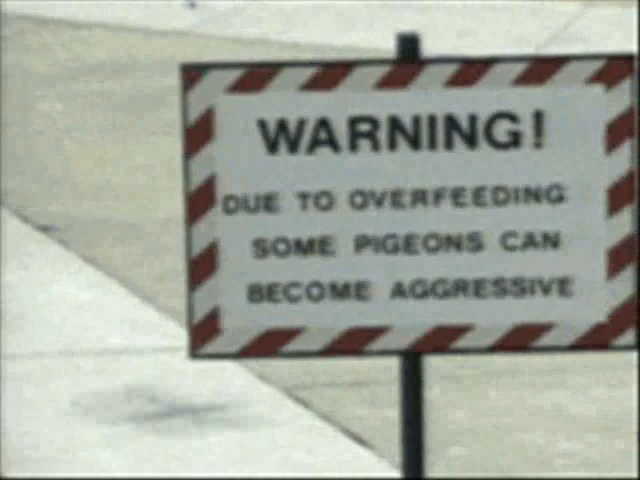 WARNING!
DUE TO OVERFEEDING
SOME PIGEONS CAN
BECOME AGGRESSIVE